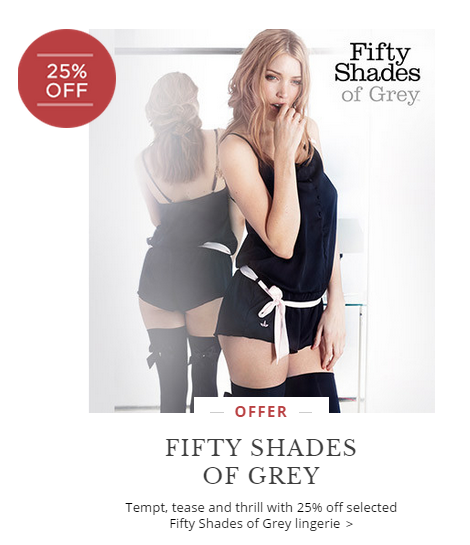 25%
OFF
Fifty
Shades
of Grey
OFFER
FIFTY SHADES
OF GREY
Tempt, tease and thrill with 25% off selected
Fifty Shades of Grey lingerie >